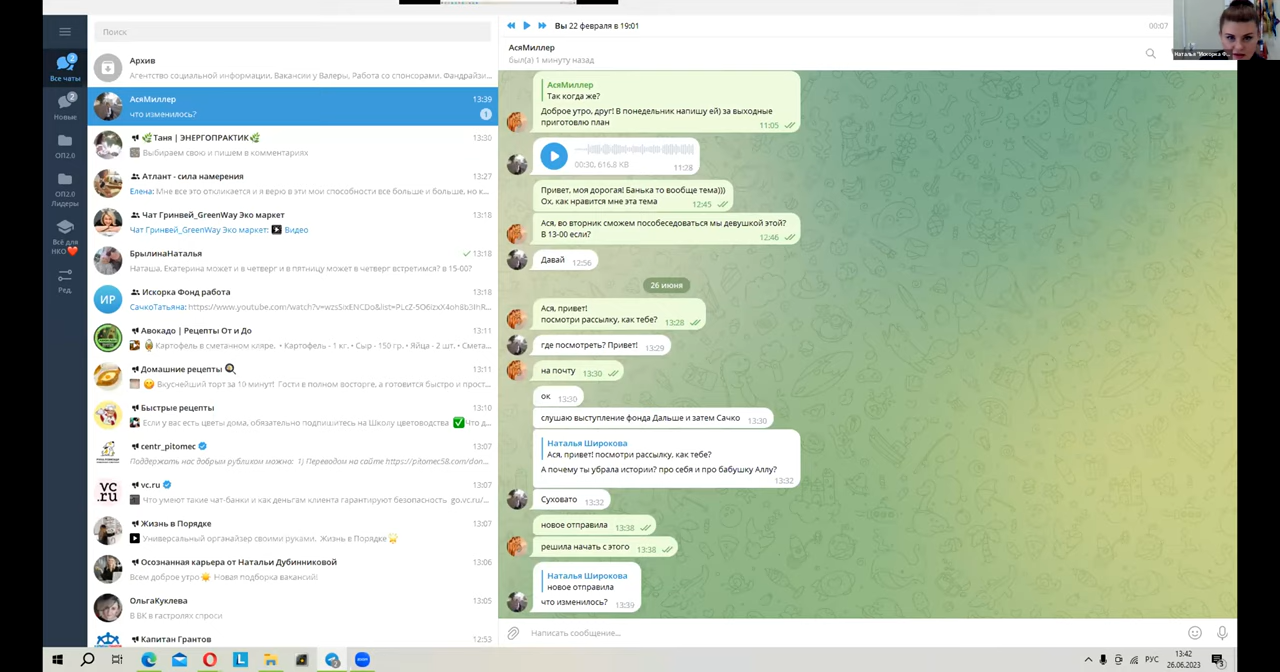 Вы 22 февраля в 19:01
00:07
Наталья "Искорка Ф...
Поиск
2
Все чаты
2
Новые
ОП2.0
ОП2.0
Лидеры
Всё для
НКО
Ред.
Архив
Агентство социальной информации. Вакансии у Валеры, Работа со спонсорами. Фандрайзи...
АсяМиллер
13:39
что изменилось?
1
Таня | ЭНЕРГОПРАКТИК
13:30
Выбираем свою и пишем в комментариях
Атлант - сила намерения
13:27
Елена: Мне все это откликается и я верю в эти мои способности все больше и больше, но к...
Чат Гринвей_GreenWay Эко маркет
13:18
Чат Гринвей_GreenWay Эко маркет: Видео
БрылинаНаталья
13:18
Наташа, Екатерина может и в четверг и в пятницу может в четверг встретимся? в 15-00?
ИР
Искорка Фонд работа
13:18
Авокадо | Рецепты От и До
13:11
Картофель в сметанном кляре. • Картофель - 1 кг. • Сыр - 150 гр. • Яйца - 2 шт. • Смета...
Домашние рецепты
13:11
Вкуснейший торт за 10 минут! Гости в полном восторге, а готовится быстро и прост...
Быстрые рецепты
13:10
Если у вас есть цветы дома, обязательно подпишитесь на Школу цветоводства Что д...
centr_pitomec
13:07
Поддержать нас добрым рубликом можно: 1) Переводом на сайте https://pitomec58.com/don...
vc.ru
vc.ru
13:07
Что умеют такие чат-банки и как деньгам клиента гарантируют безопасность go.vc.ru/...
Жизнь в Порядке
13:07
Универсальный органайзер своими руками. Жизнь в Порядке
Осознанная карьера от Натальи Дубинниковой
13:06
Всем доброе утро Новая подборка вакансий!
ОльгаКуклева
13:05
В ВК в гастролях спроси
Капитан Грантов
12:53
АсяМиллер
был(а) 1 минуту назад
АсяМиллер
Так когда же?
Доброе утро, друг! В понедельник напишу ей) за выходные
приготовлю план
11:05
00:30, 616.8 KB
11:28
Привет, моя дорогая! Банька то вообще тема)))
Ох, как нравится мне эта тема
12:45
Ася, во вторник сможем пособеседоваться мы девушкой этой?
В 13-00 если?
12:46
Давай
12:56
26 июня
Ася, привет!
посмотри рассылку, как тебе?
13:28
где посмотреть? Привет!
13:29
на почту
13:30
ок
13:30
слушаю выступление фонда Дальше и затем Сачко
13:30
Наталья Широкова
Ася, привет! посмотри рассылку, как тебе?
А почему ты убрала истории? про себя и про бабушку Аллу?
13:32
Суховато
13:32
новое отправила
13:38
решила начать с этого
13:38
Наталья Широкова
новое отправила
что изменилось?
13:39
Написать сообщение...
РУС
13:42
26.06.2023
3